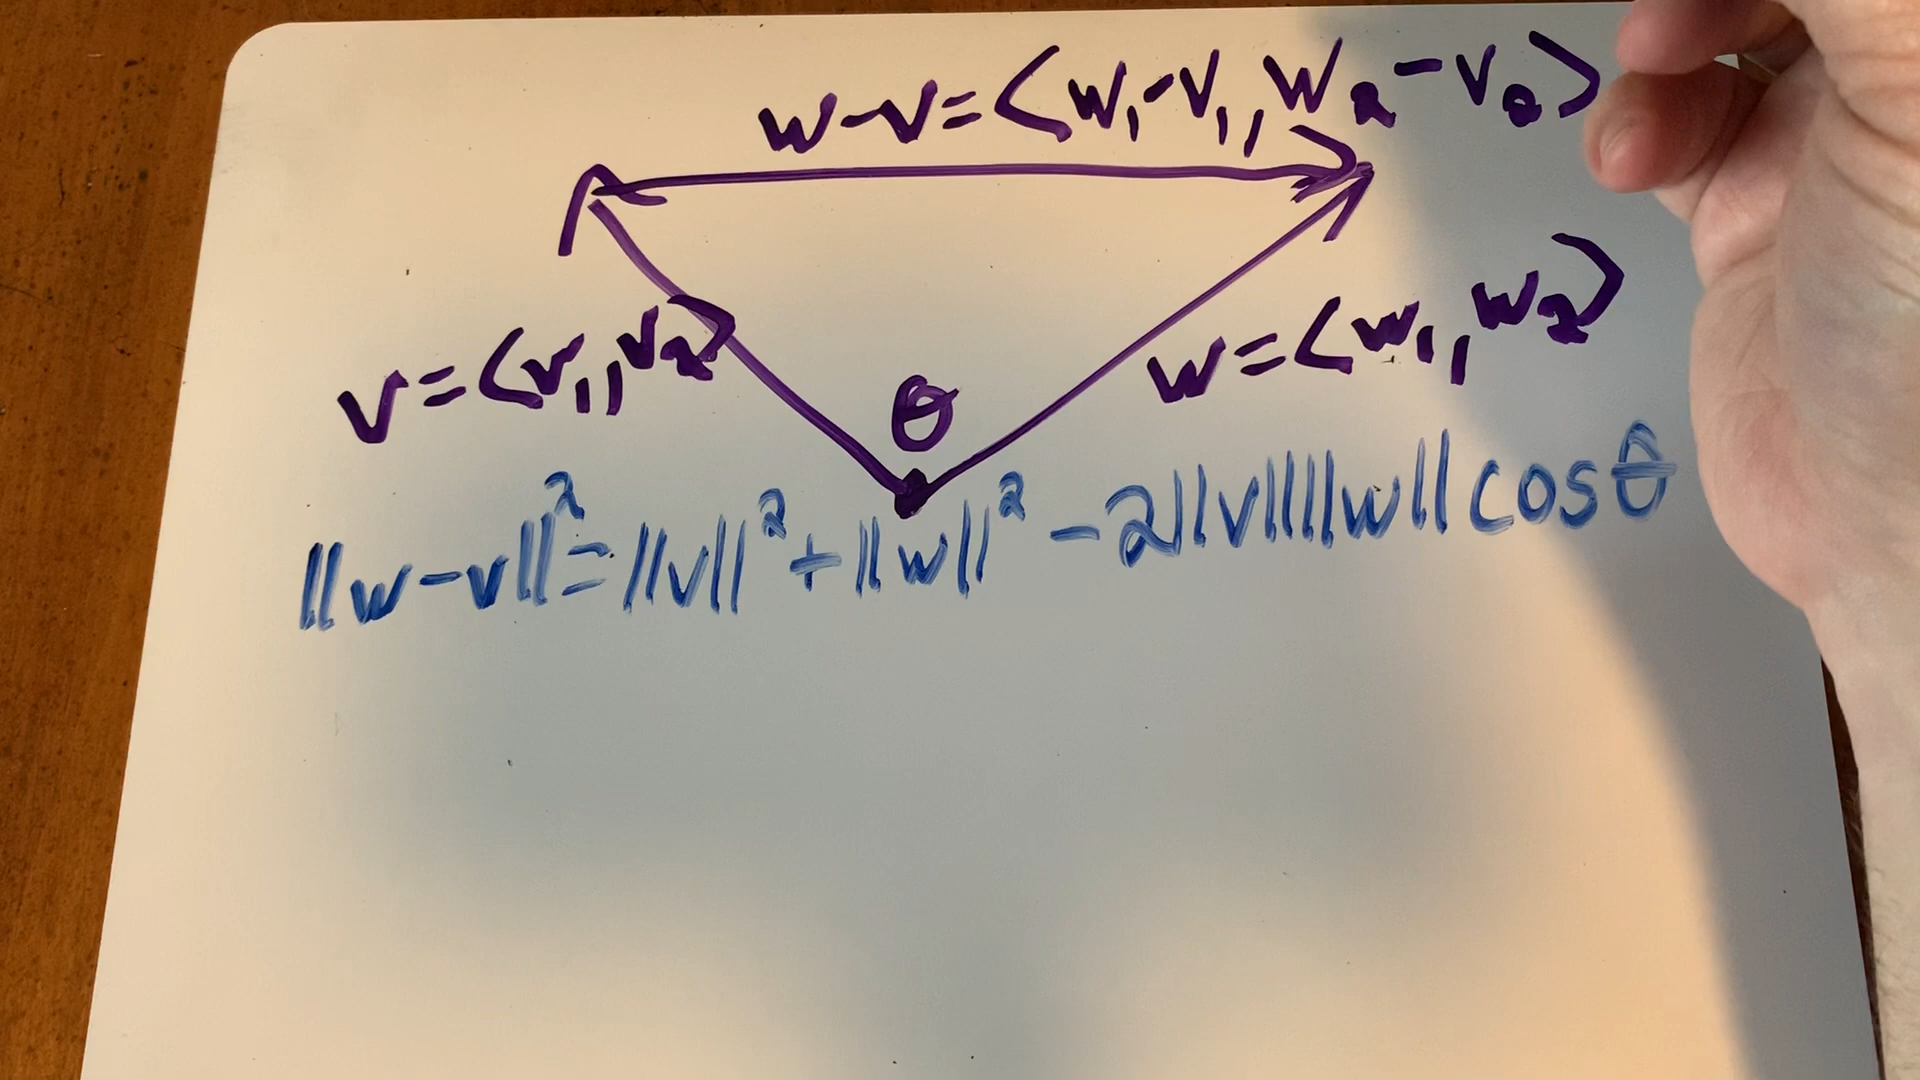 w-v=⟨w₁-v₁,w₂-v₂⟩
v=⟨v₁,v₂⟩
w=⟨w₁,w₂⟩
θ
||w-v||²=||v||²+||w||²-2||v||||w||cosθ